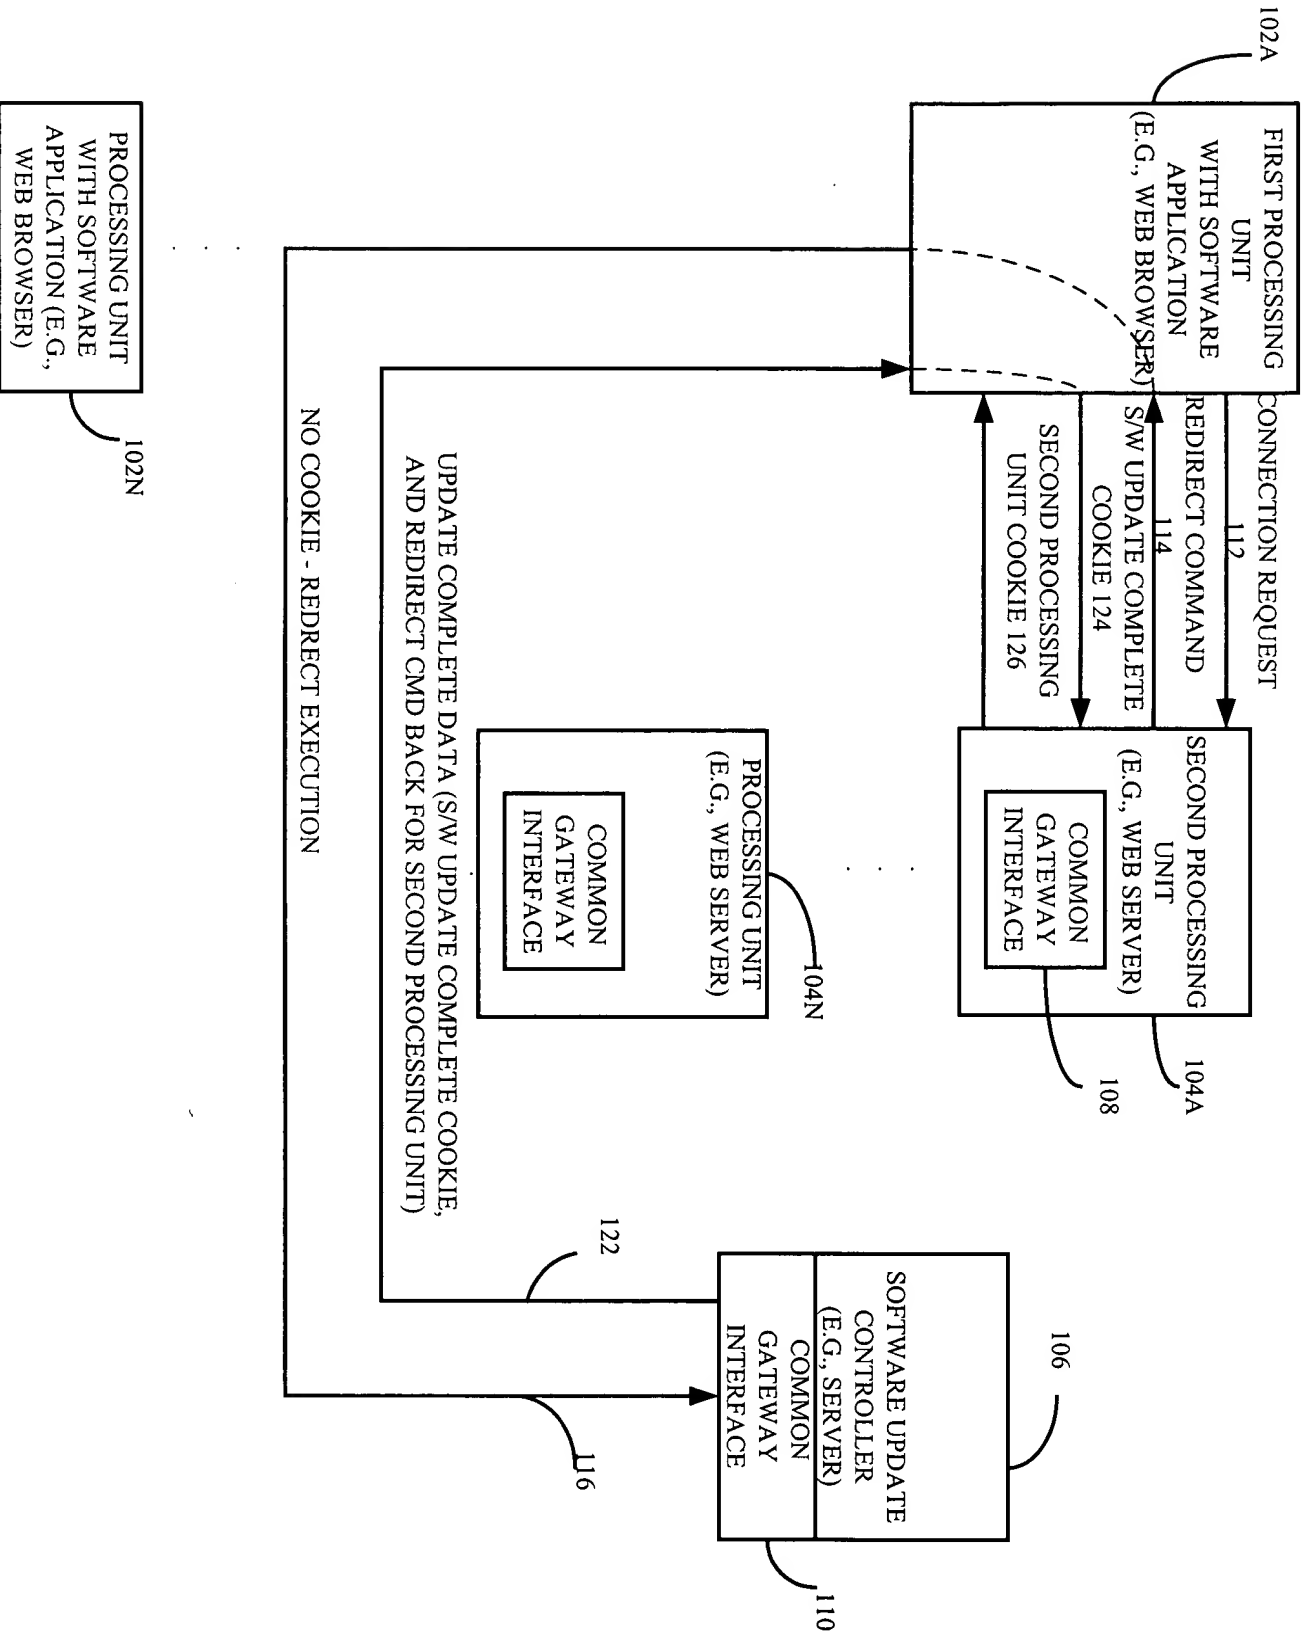 102A
FIRST PROCESSING
UNIT
WITH SOFTWARE
APPLICATION
(E.G., WEB BROWSER)
CONNECTION REQUEST
112
REDIRECT COMMAND
114
S/W UPDATE COMPLETE
COOKIE 124
SECOND PROCESSING
UNIT COOKIE 126
SECOND PROCESSING
UNIT
(E.G., WEB SERVER)
COMMON
GATEWAY
INTERFACE
104A
108
106
SOFTWARE UPDATE
CONTROLLER
(E.G., SERVER)
COMMON
GATEWAY
INTERFACE
110
. . .
104N
PROCESSING UNIT
(E.G., WEB SERVER)
COMMON
GATEWAY
INTERFACE
122
116
UPDATE COMPLETE DATA (S/W UPDATE COMPLETE COOKIE,
AND REDIRECT CMD BACK FOR SECOND PROCESSING UNIT)
NO COOKIE - REDRECT EXECUTION
. . .
PROCESSING UNIT
WITH SOFTWARE
APPLICATION (E.G.,
WEB BROWSER)
102N